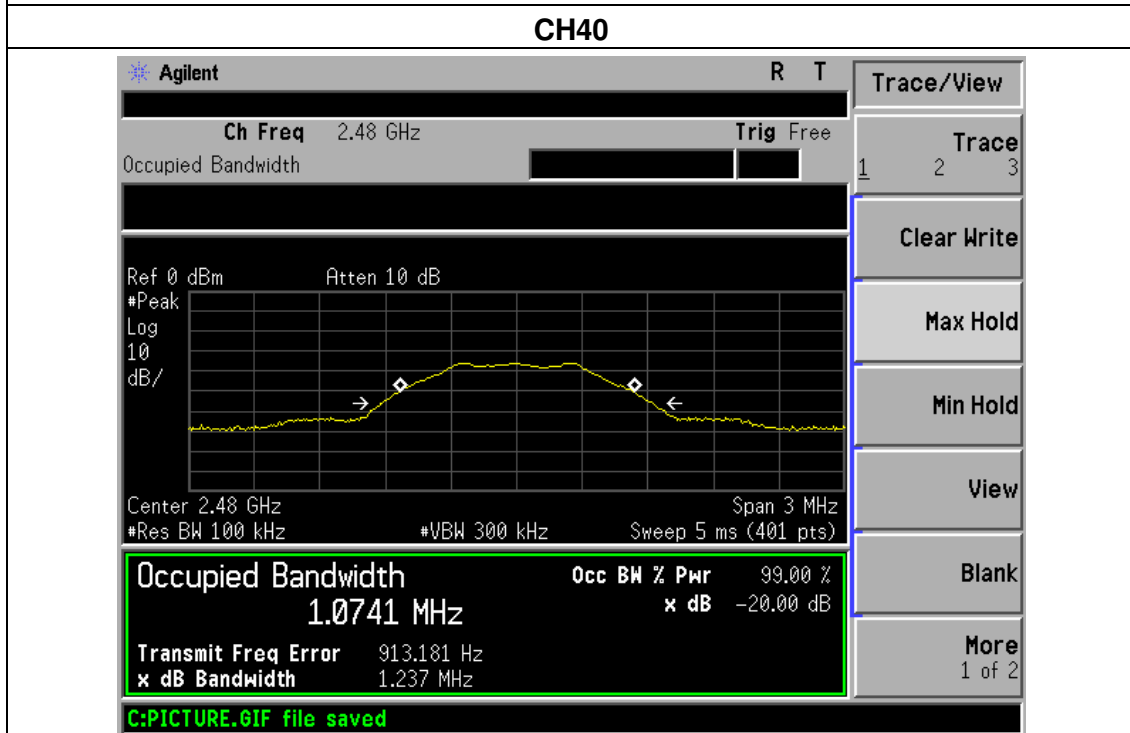 CH40
Agilent R T
Trace/View
Ch Freq 2.48 GHz Trig Free
Occupied Bandwidth
Trace
1 2 3
Clear Write
Ref 0 dBm Atten 10 dB
#Peak
Log
10
dB/
Max Hold
Min Hold
View
Center 2.48 GHz Span 3 MHz
#Res BW 100 kHz #VBW 300 kHz Sweep 5 ms (401 pts)
Occupied Bandwidth Occ BW % Pwr 99.00 %
1.0741 MHz x dB -20.00 dB
Blank
Transmit Freq Error 913.181 Hz
x dB Bandwidth 1.237 MHz
More
1 of 2
C:PICTURE.GIF file saved